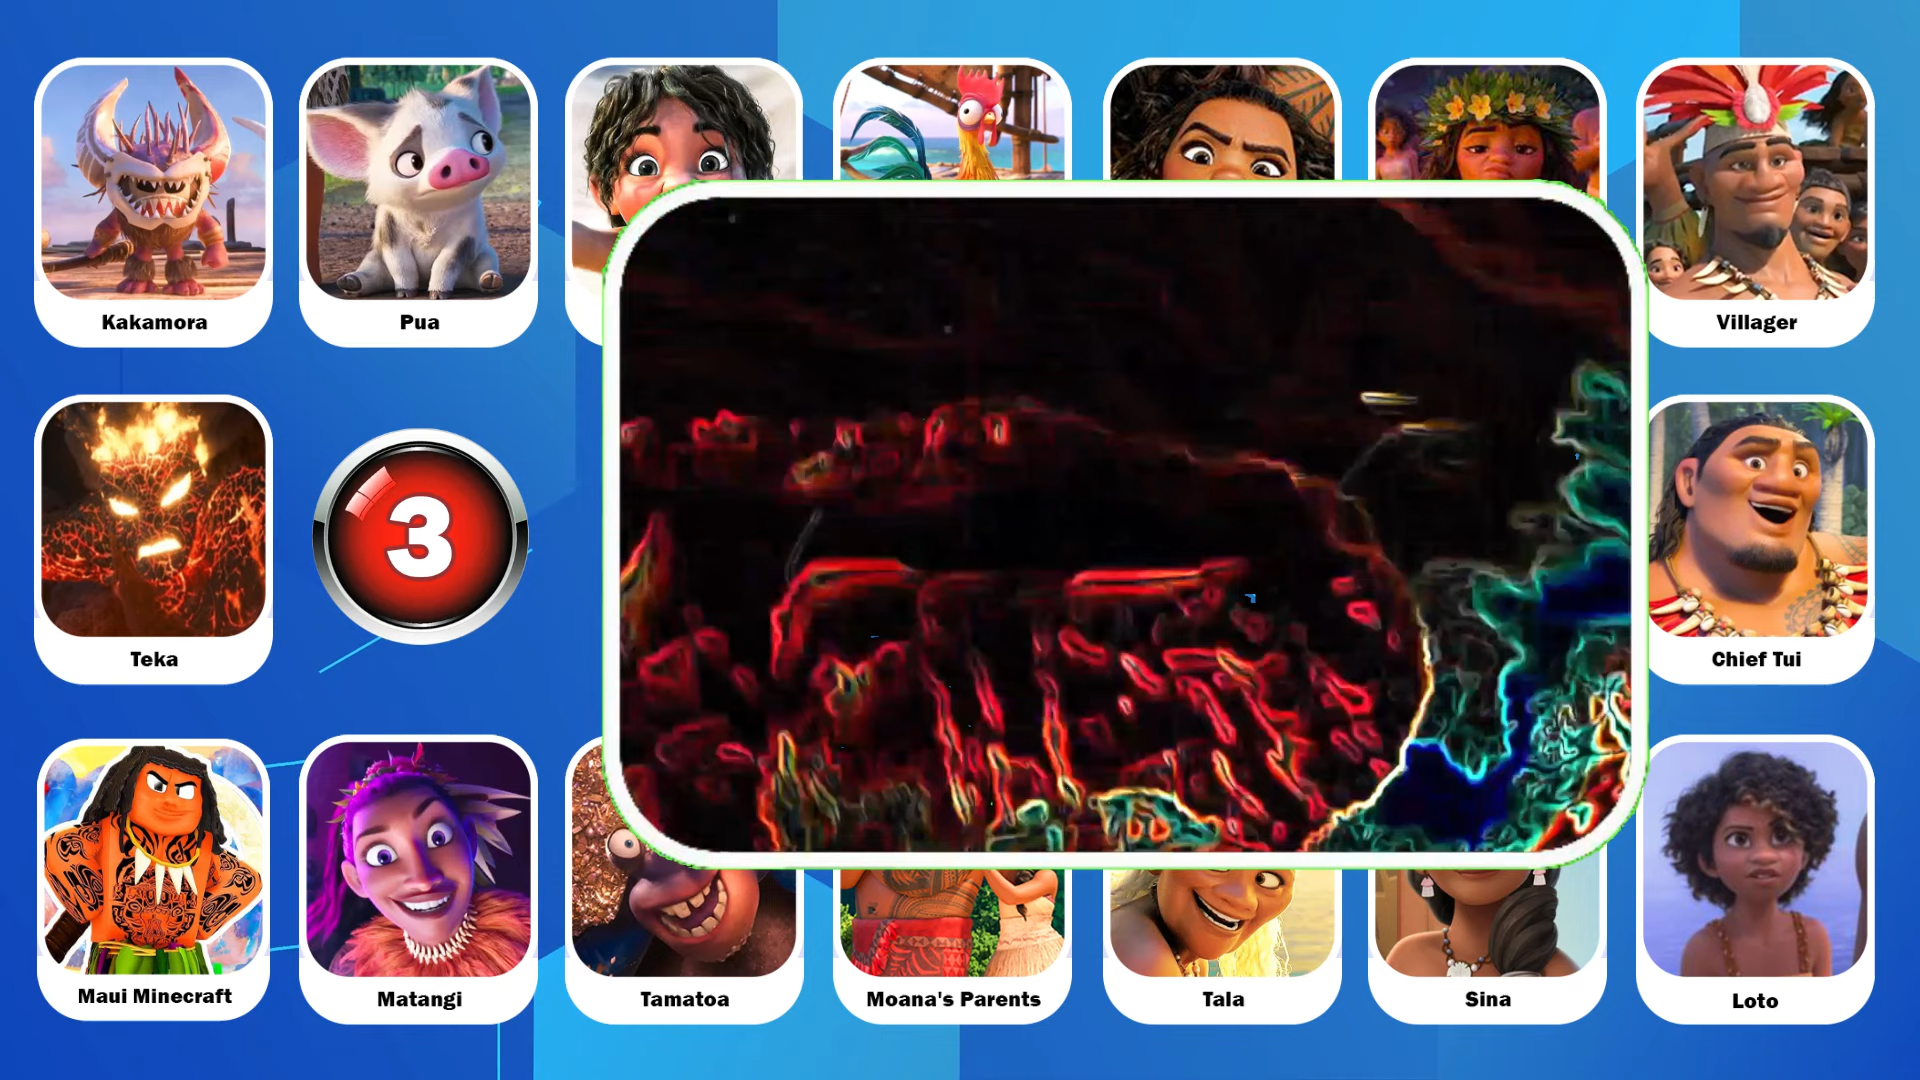 Kakamora
Pua
Villager
Teka
3
Chief Tui
Maui Minecraft
Matangi
Tamatoa
Moana's Parents
Tala
Sina
Loto